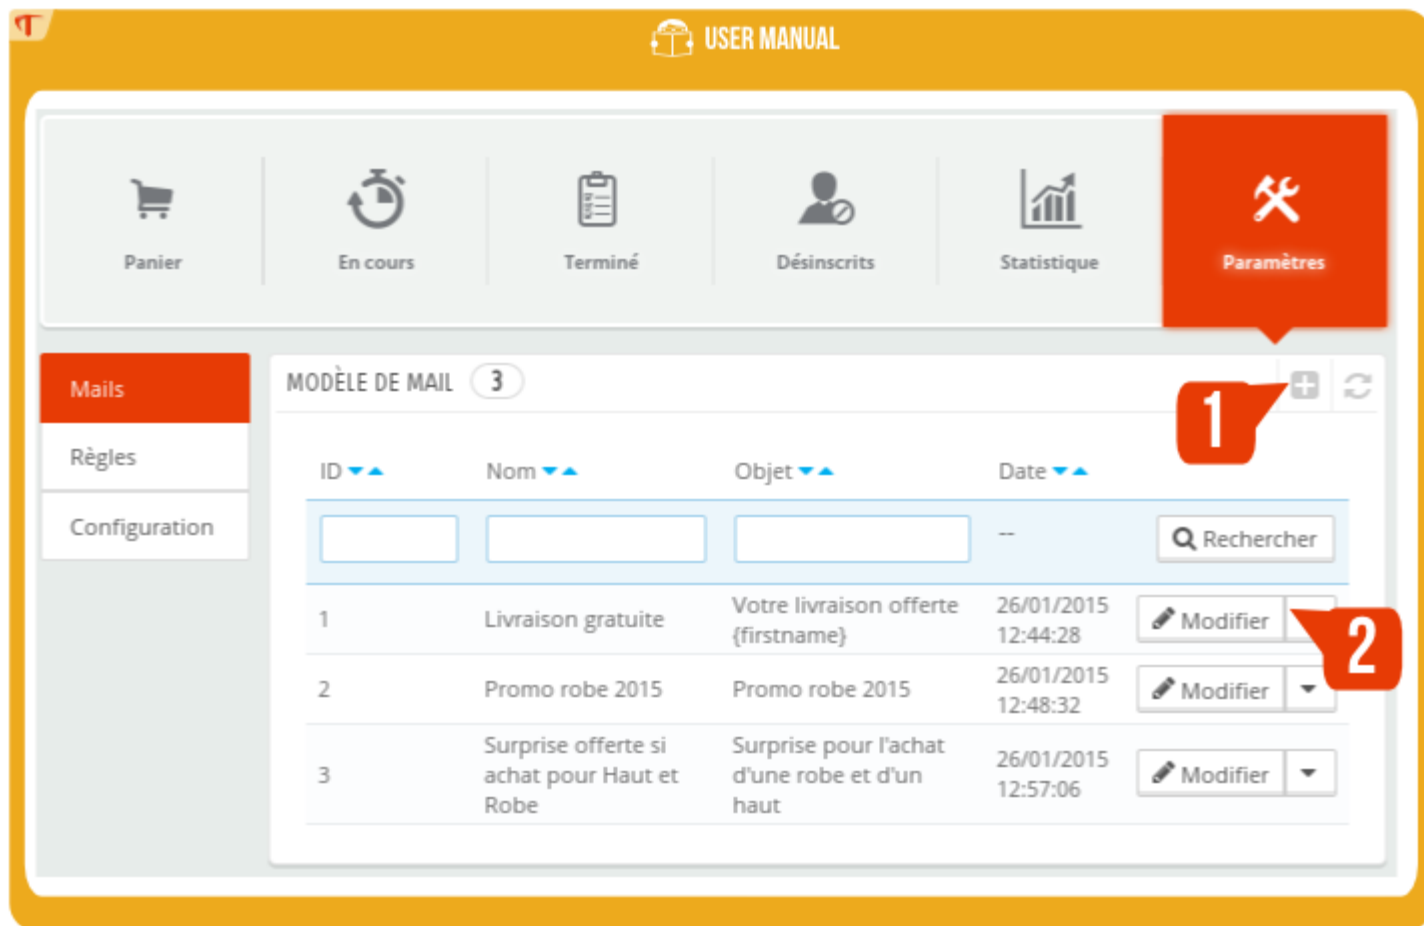 USER MANUAL
Panier
En cours
Terminé
Désinscrits
Statistique
Paramètres
Mails
Règles
Configuration
MODÈLE DE MAIL 3
1
ID Nom Objet Date
-- Rechercher
1 Livraison gratuite Votre livraison offerte {firstname} 26/01/2015 12:44:28 Modifier
2
2 Promo robe 2015 Promo robe 2015 26/01/2015 12:48:32 Modifier
3 Surprise offerte si achat pour Haut et Robe Surprise pour l'achat d'une robe et d'un haut 26/01/2015 12:57:06 Modifier